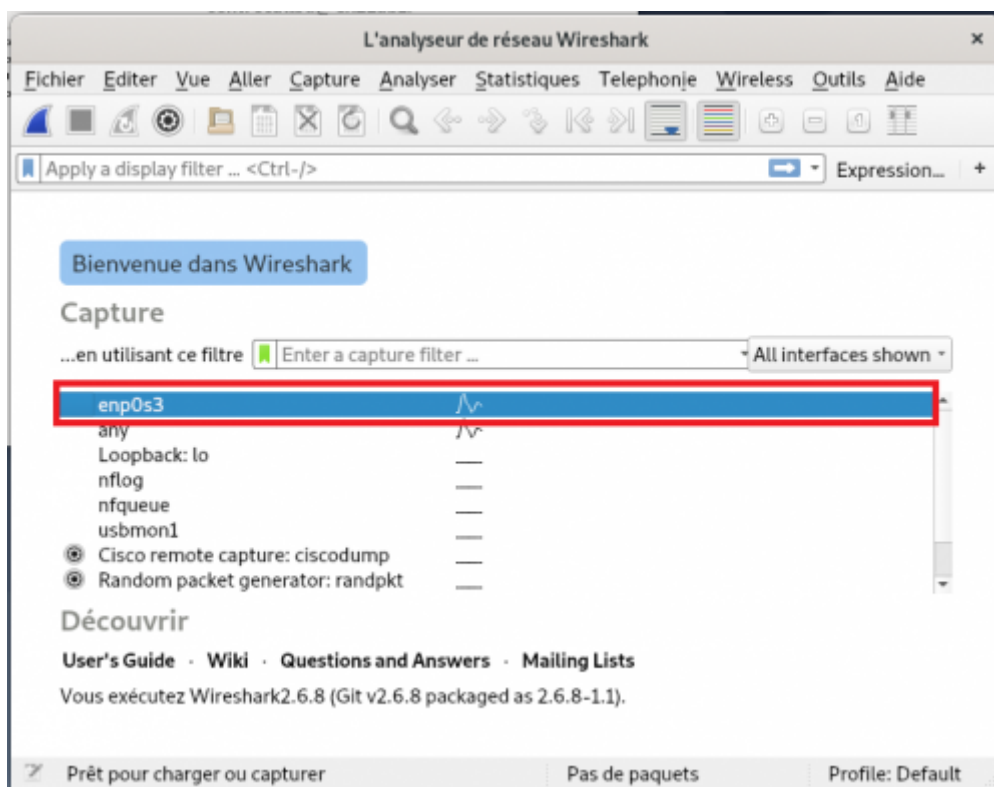 L'analyseur de réseau Wireshark ×
Fichier Editer Vue Aller Capture Analyser Statistiques Telephonie Wireless Outils Aide
Apply a display filter ... <Ctrl-/> Expression... +
Bienvenue dans Wireshark
Capture
...en utilisant ce filtre Enter a capture filter ... All interfaces shown
enp0s3
any
Loopback: lo
nflog
nfqueue
usbmon1
Cisco remote capture: ciscodump
Random packet generator: randpkt
Découvrir
User's Guide · Wiki · Questions and Answers · Mailing Lists
Vous exécutez Wireshark2.6.8 (Git v2.6.8 packaged as 2.6.8-1.1).
Prêt pour charger ou capturer Pas de paquets Profile: Default